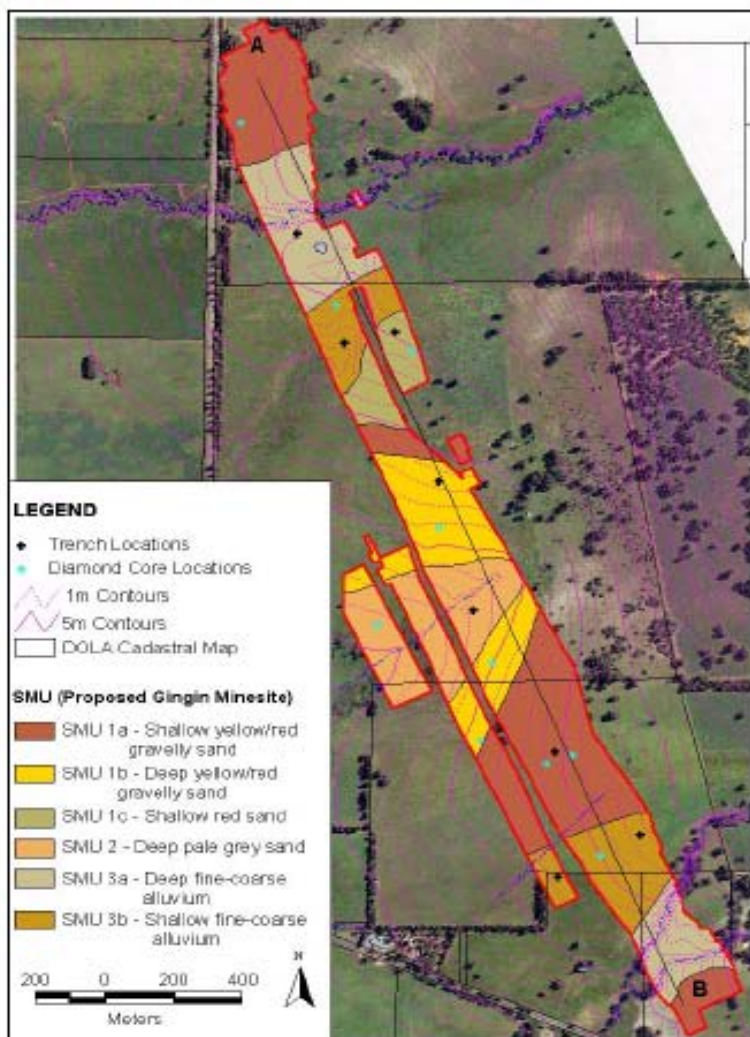 A
LEGEND
Trench Locations
Diamond Core Locations
1m Contours
5m Contours
DOLA Cadastral Map
SMU (Proposed Gingin Minesite)
SMU 1a - Shallow yellow/red
gravelly sand
SMU 1b - Deep yellow/red
gravelly sand
SMU 1c - Shallow red sand
SMU 2 - Deep pale grey sand
SMU 3a - Deep fine-coarse
alluvium
SMU 3b - Shallow fine-coarse
alluvium
N
200 0 200 400
Meters
B